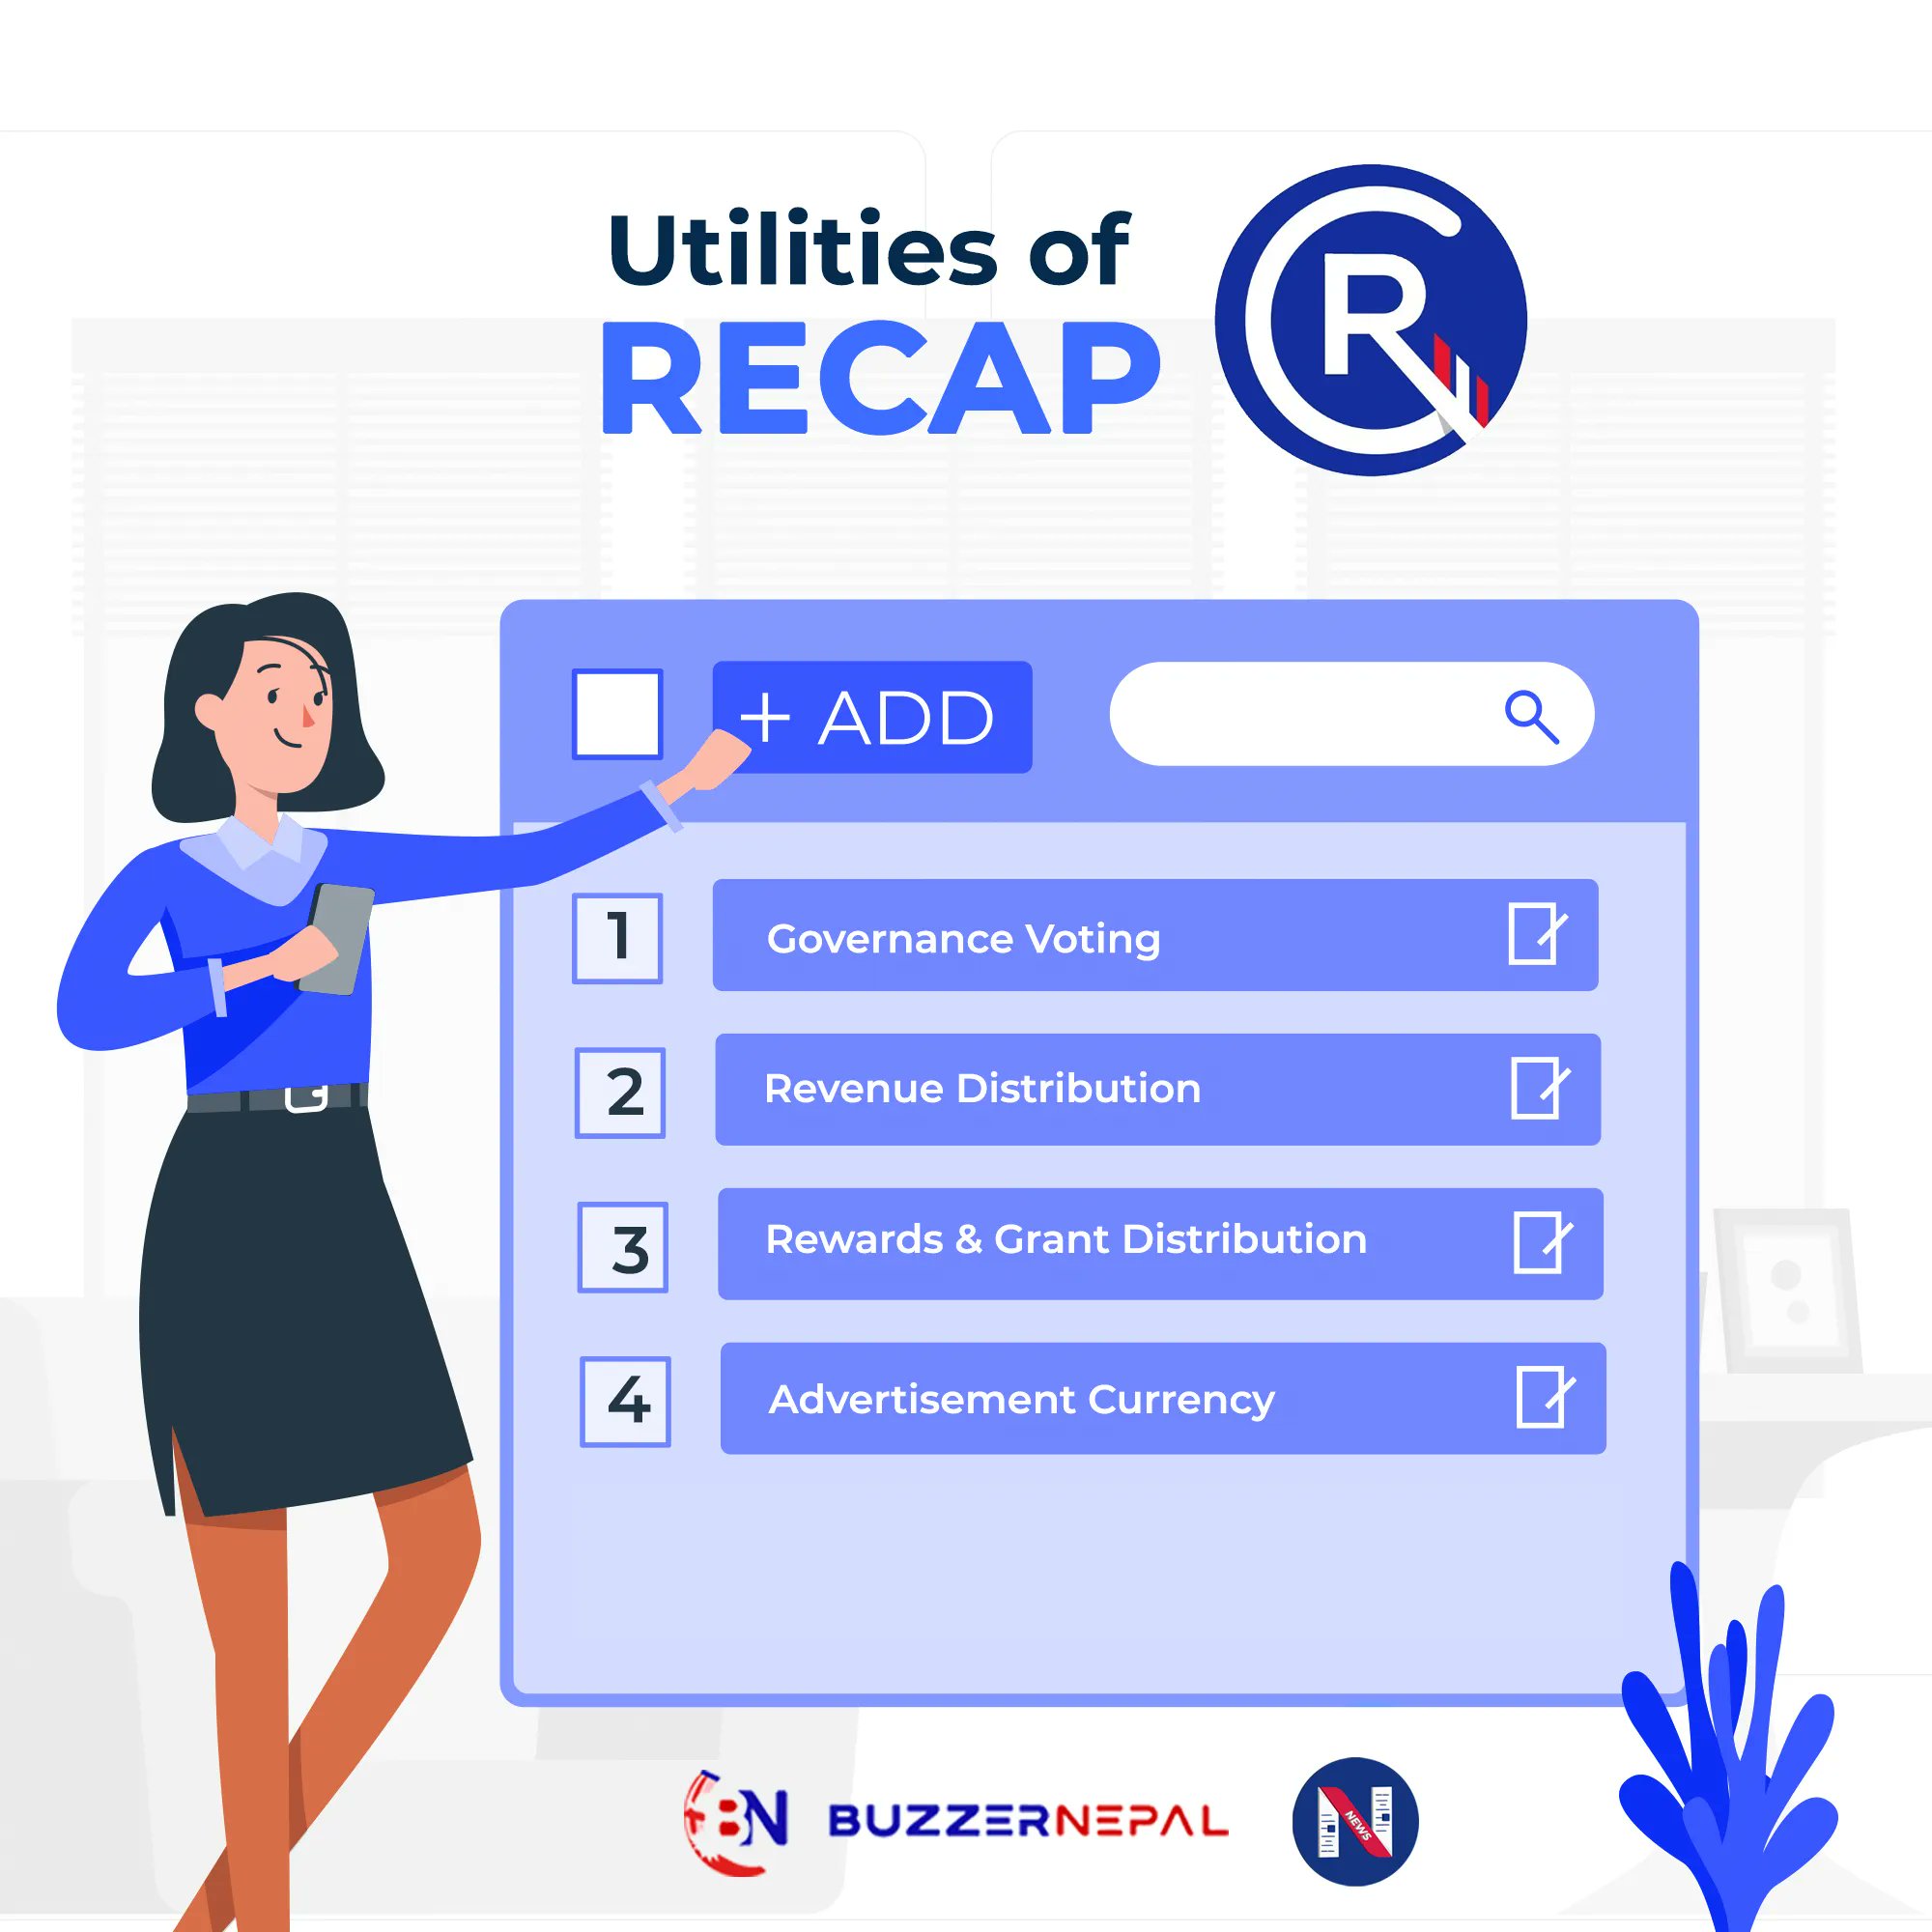 Utilities of
RECAP
R
+ ADD
1 Governance Voting
2 Revenue Distribution
3 Rewards & Grant Distribution
4 Advertisement Currency
BN BUZZERNEPAL
N NEWS